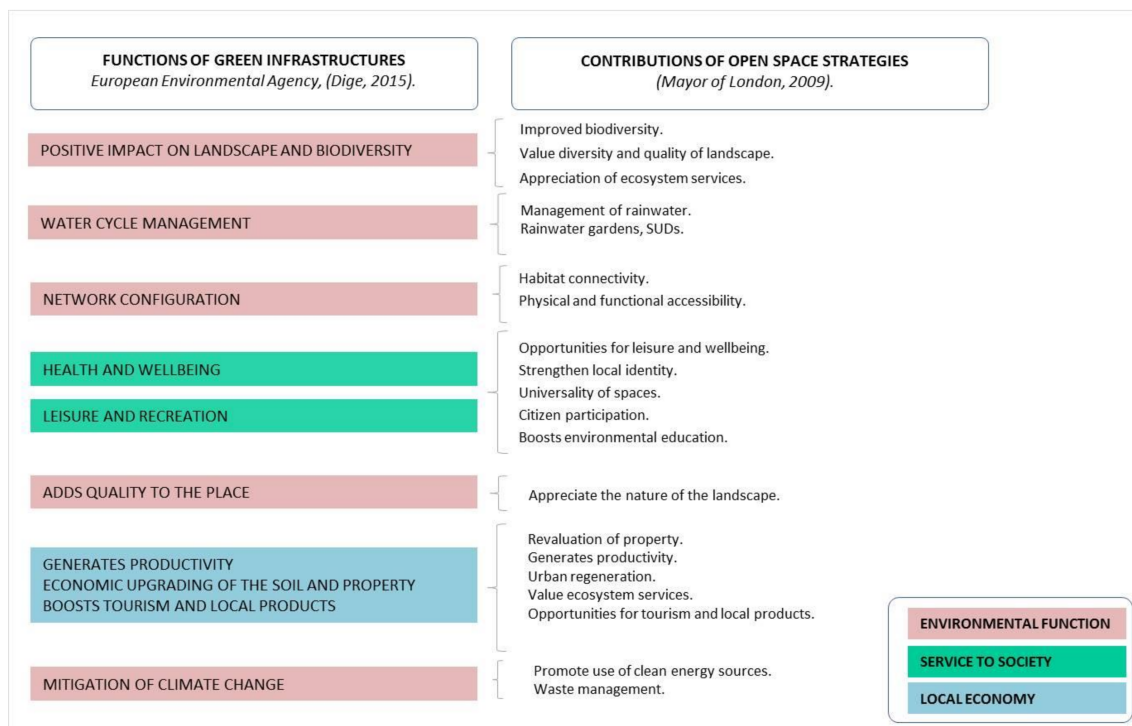 FUNCTIONS OF GREEN INFRASTRUCTURES
European Environmental Agency, (Dige, 2015).
CONTRIBUTIONS OF OPEN SPACE STRATEGIES
(Mayor of London, 2009).
POSITIVE IMPACT ON LANDSCAPE AND BIODIVERSITY
Improved biodiversity.
Value diversity and quality of landscape.
Appreciation of ecosystem services.
WATER CYCLE MANAGEMENT
Management of rainwater.
Rainwater gardens, SUDs.
NETWORK CONFIGURATION
Habitat connectivity.
Physical and functional accessibility.
HEALTH AND WELLBEING
LEISURE AND RECREATION
Opportunities for leisure and wellbeing.
Strengthen local identity.
Universality of spaces.
Citizen participation.
Boosts environmental education.
ADDS QUALITY TO THE PLACE
Appreciate the nature of the landscape.
GENERATES PRODUCTIVITY
ECONOMIC UPGRADING OF THE SOIL AND PROPERTY
BOOSTS TOURISM AND LOCAL PRODUCTS
Revaluation of property.
Generates productivity.
Urban regeneration.
Value ecosystem services.
Opportunities for tourism and local products.
MITIGATION OF CLIMATE CHANGE
Promote use of clean energy sources.
Waste management.
ENVIRONMENTAL FUNCTION
SERVICE TO SOCIETY
LOCAL ECONOMY